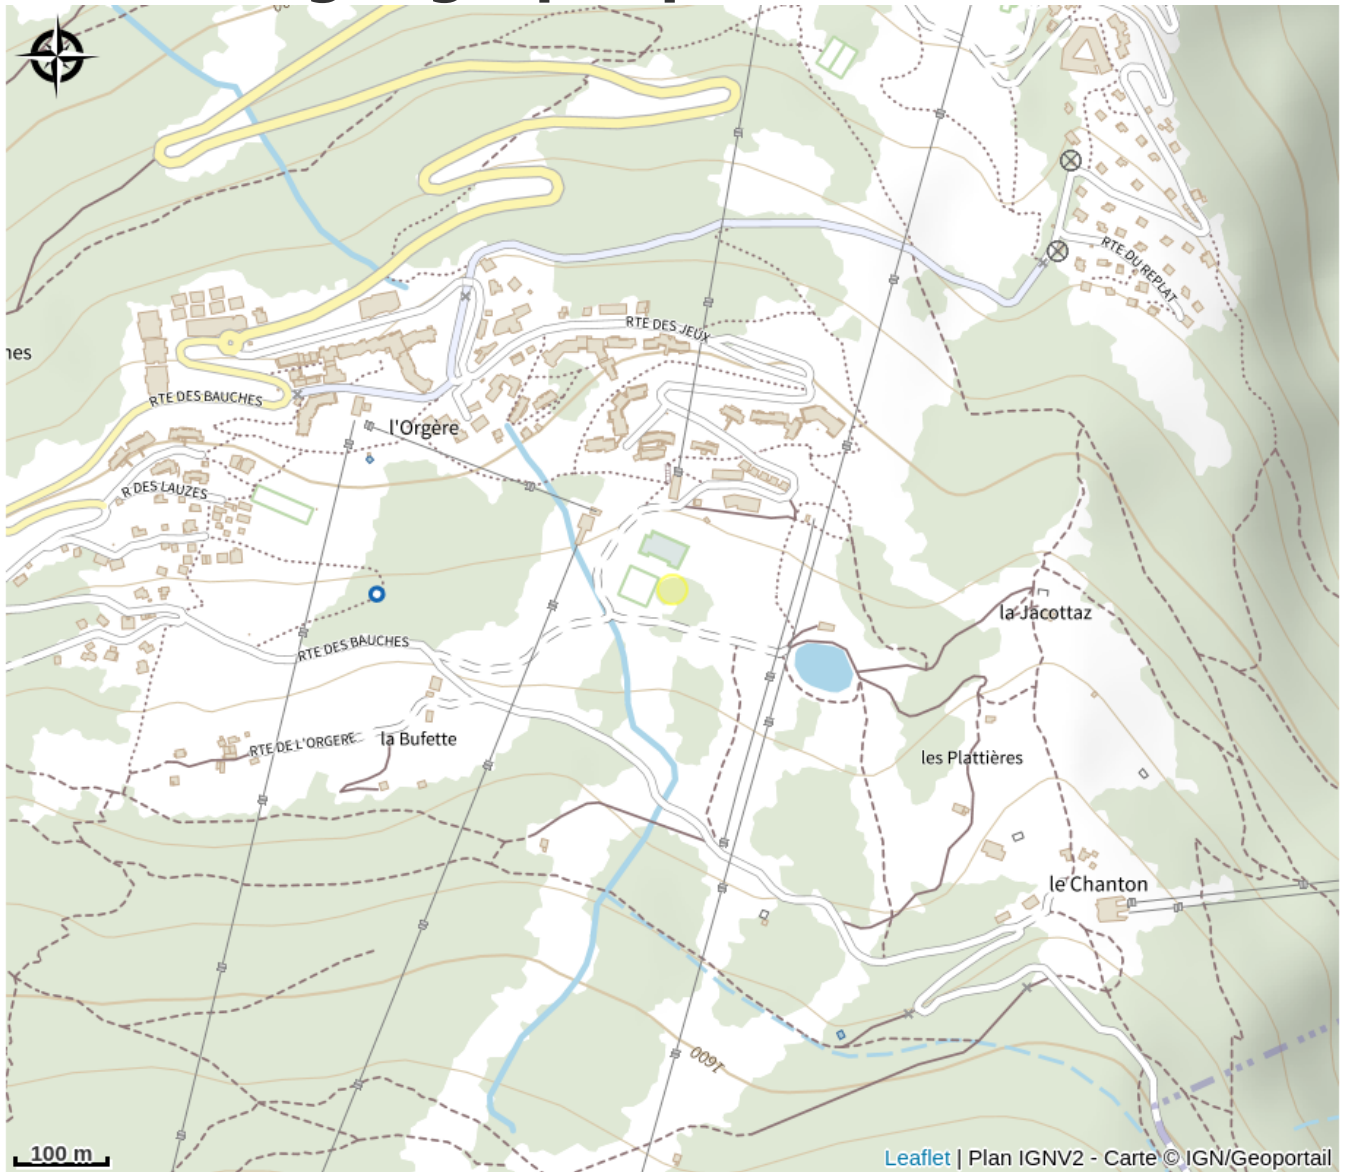 nes
RTE DU REPLAT
RTE DES JEUX
RTE DES BAUCHES
l'Orgère
R DES LAUZES
la Jacottaz
RTE DES BAUCHES
RTE DE L'ORGERE
la Bufette
les Plattières
le Chanton
1600
100 m
Leaflet | Plan IGNV2 - Carte © IGN/Geoportail